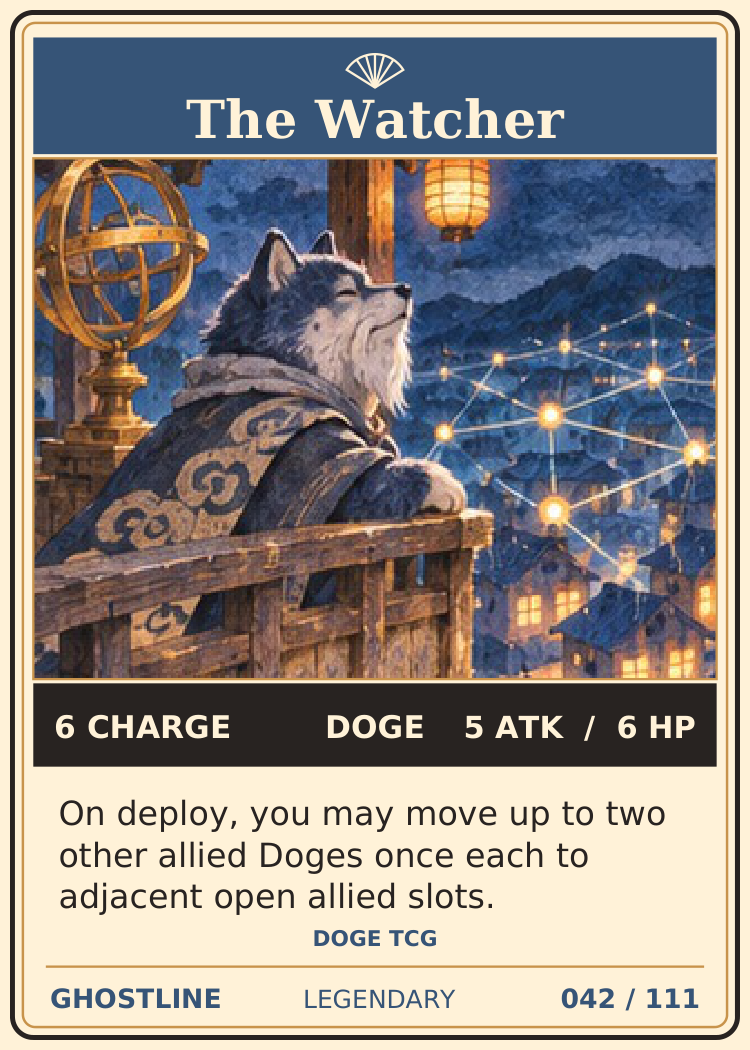 The Watcher
6 CHARGE DOGE 5 ATK / 6 HP
On deploy, you may move up to two
other allied Doges once each to
adjacent open allied slots.
DOGE TCG
GHOSTLINE LEGENDARY 042 / 111